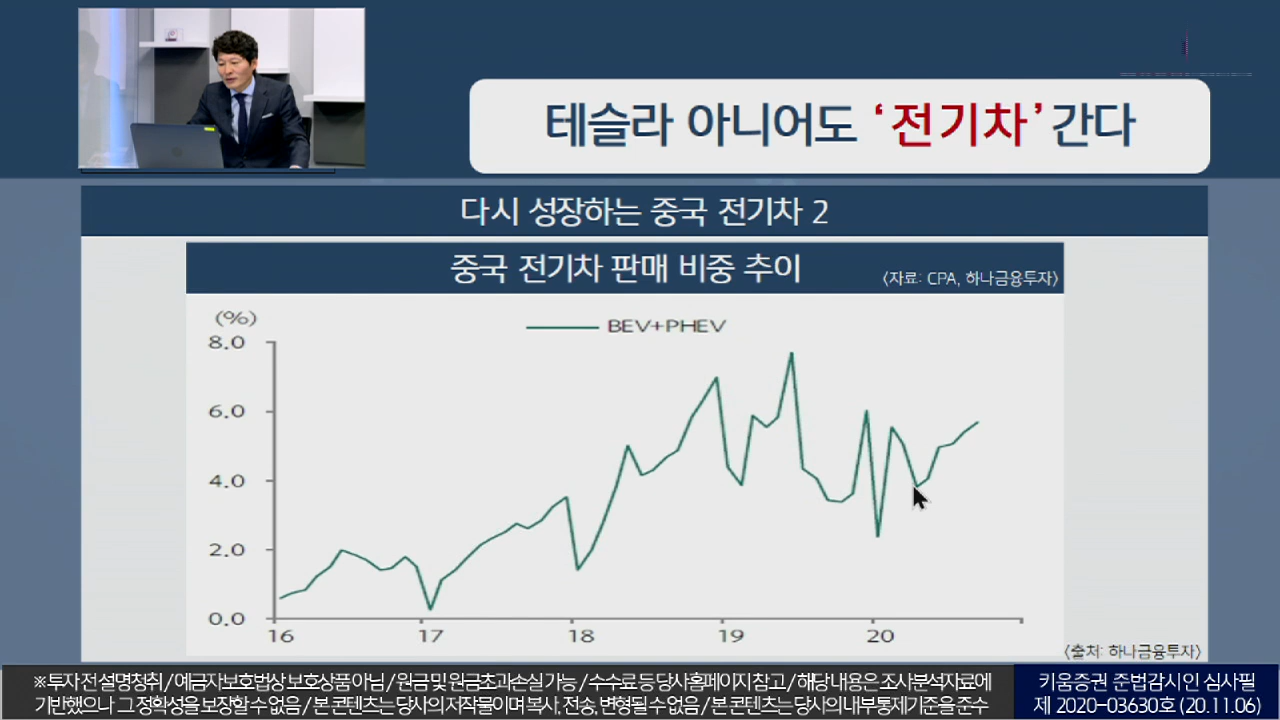 테슬라 아니어도 ‘전기차’ 간다
다시 성장하는 중국 전기차 2
중국 전기차 판매 비중 추이
(자료: CPA, 하나금융투자)
(%)
BEV+PHEV
8.0
6.0
4.0
2.0
0.0
16 17 18 19 20
(출처: 하나금융투자)
※ 투자 전 설명청취 / 예금자보호법상 보호상품 아님 / 원금 및 원금초과손실 가능 / 수수료 등 당사홈페이지 참고 / 해당 내용은 조사분석자료에
기반했으나 그 정확성을 보장할 수 없음 / 본 콘텐츠는 당사의 저작물이며 복사, 전송, 변형될 수 없음 / 본 콘텐츠는 당사의 내부통제기준을 준수
키움증권 준법감시인 심사필
제 2020-03630호 (20.11.06)